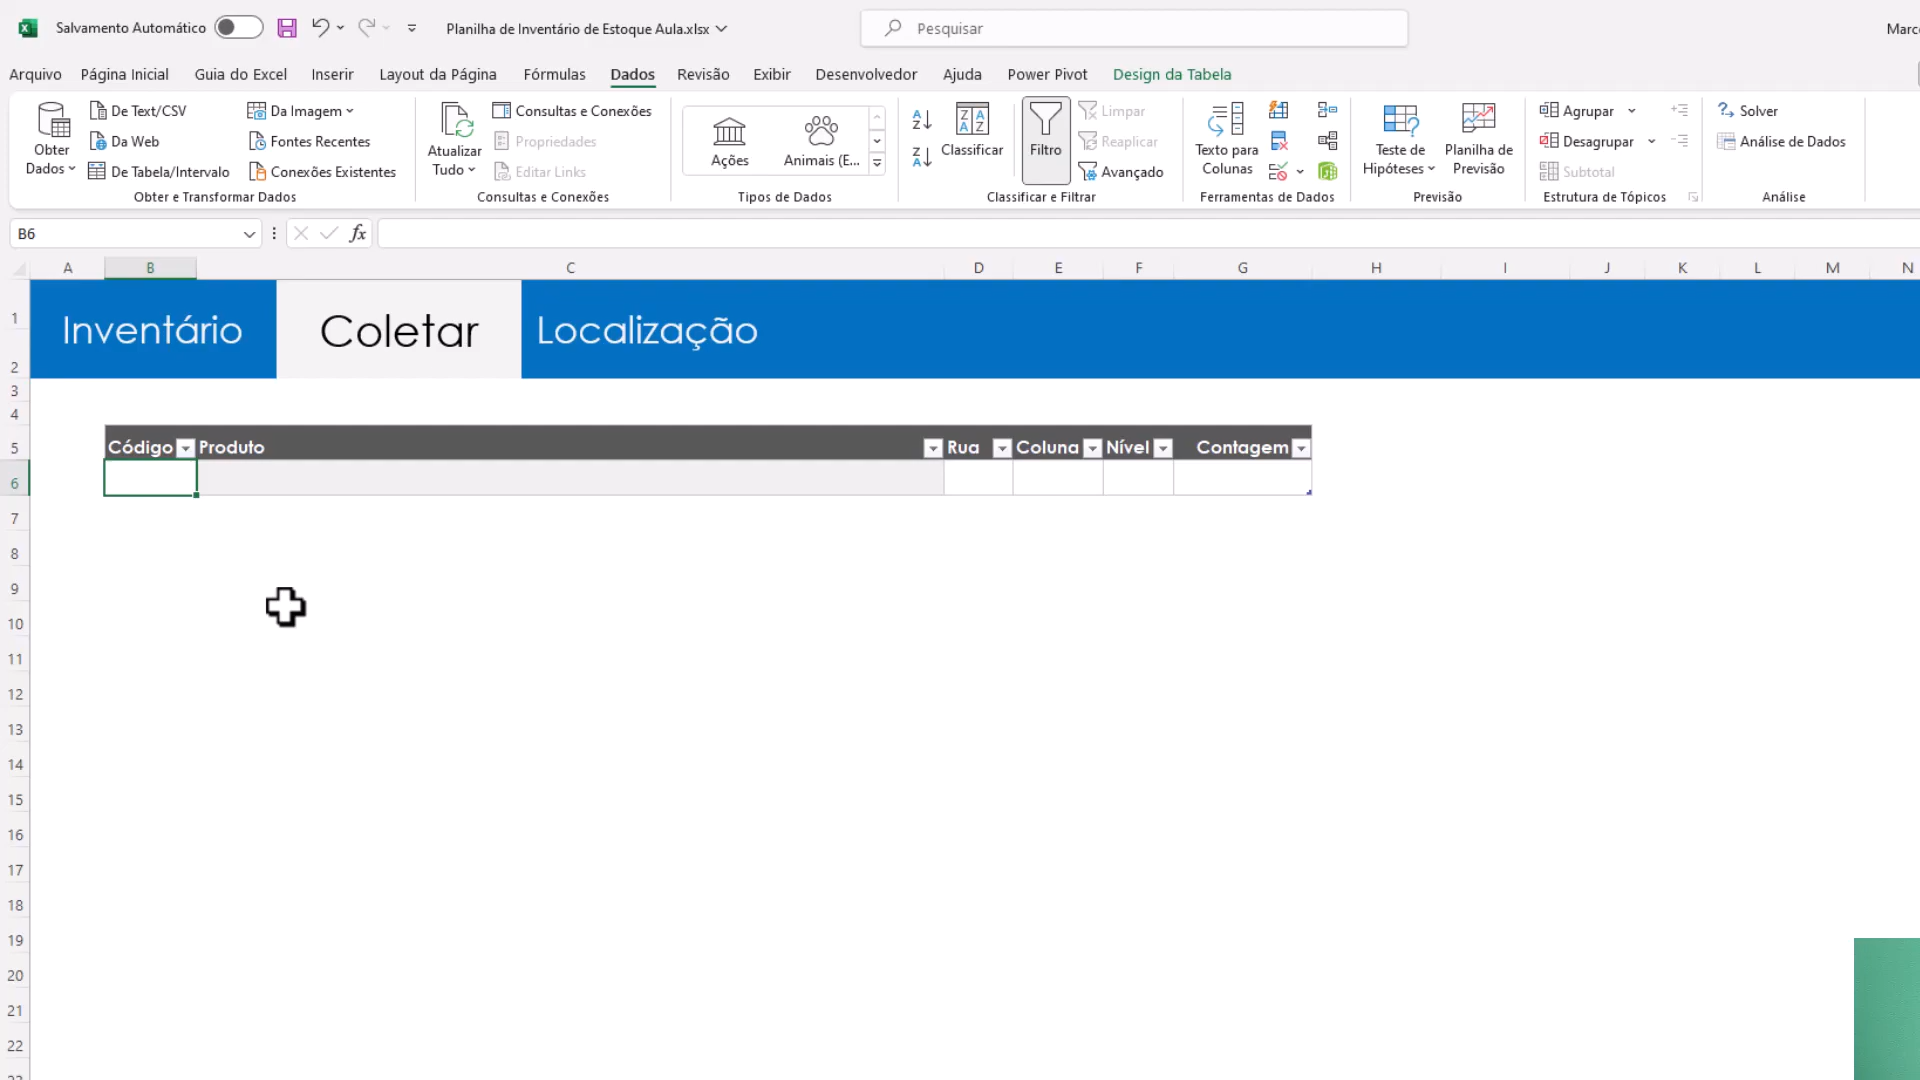 Salvamento Automático
Planilha de Inventário de Estoque Aula.xlsx
Pesquisar
Marc
Arquivo Página Inicial Guia do Excel Inserir Layout da Página Fórmulas Dados Revisão Exibir Desenvolvedor Ajuda Power Pivot Design da Tabela
Obter Dados
De Text/CSV
Da Web
De Tabela/Intervalo
Da Imagem
Fontes Recentes
Conexões Existentes
Obter e Transformar Dados
Atualizar Tudo
Consultas e Conexões
Propriedades
Editar Links
Consultas e Conexões
Ações
Animais (E...
Tipos de Dados
Classificar
Filtro
Limpar
Reaplicar
Avançado
Classificar e Filtrar
Texto para Colunas
Ferramentas de Dados
Teste de Hipóteses
Planilha de Previsão
Previsão
Agrupar
Desagrupar
Subtotal
Estrutura de Tópicos
Solver
Análise de Dados
Análise
B6
fx
A B C D E F G H I J K L M N
Inventário Coletar Localização
Código Produto Rua Coluna Nível Contagem
1
2
3
4
5
6
7
8
9
10
11
12
13
14
15
16
17
18
19
20
21
22